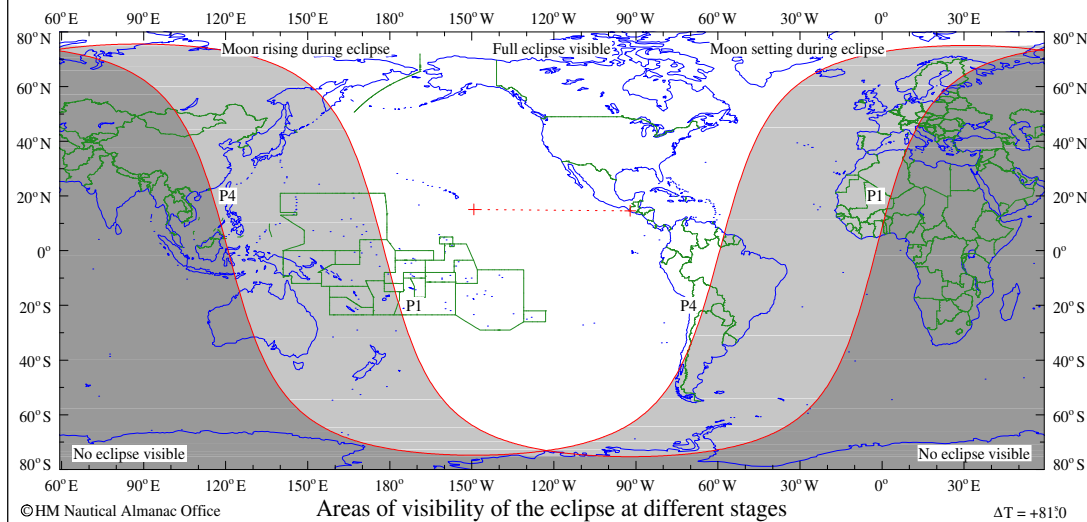 60°E 90°E 120°E 150°E 180° 150°W 120°W 90°W 60°W 30°W 0° 30°E
80°N Moon rising during eclipse Full eclipse visible Moon setting during eclipse 80°N
60°N 60°N
40°N 40°N
20°N P4 P1 20°N
0° 0°
20°S P1 P4 20°S
40°S 40°S
60°S 60°S
No eclipse visible No eclipse visible
80°S 80°S
60°E 90°E 120°E 150°E 180° 150°W 120°W 90°W 60°W 30°W 0° 30°E
©HM Nautical Almanac Office Areas of visibility of the eclipse at different stages ΔT = +81ˢ.0